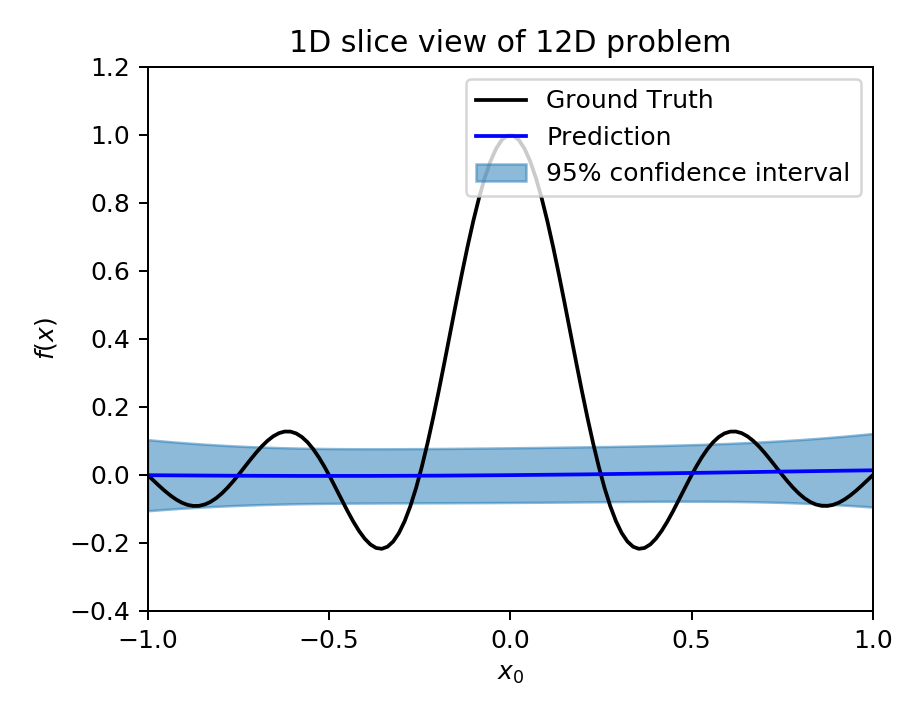 1D slice view of 12D problem
1.2
1.0
0.8
0.6
0.4
0.2
0.0
−0.2
−0.4
f(x)
Ground Truth
Prediction
95% confidence interval
−1.0
−0.5
0.0
0.5
1.0
x₀